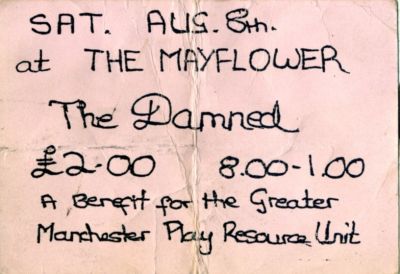 SAT. AUG. 8th.
at THE MAYFLOWER
The Damned
£2-00 8.00-1.00
A Benefit for the Greater
Manchester Play Resource Unit